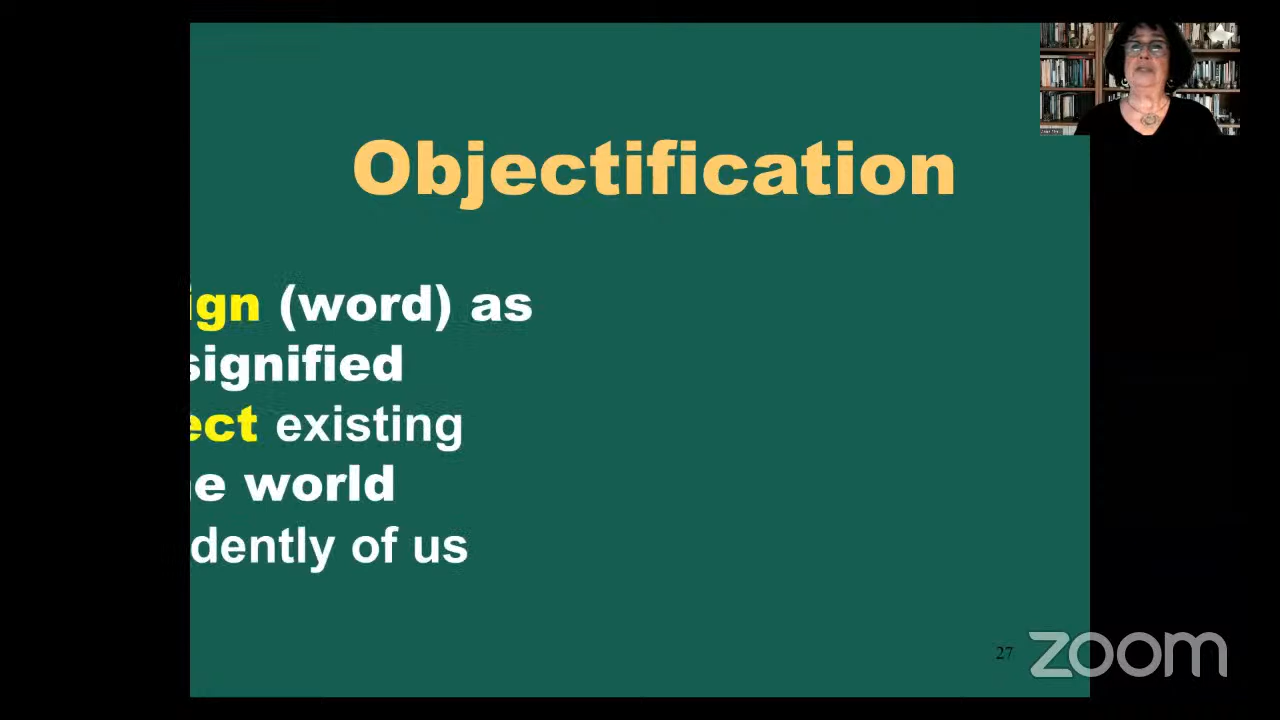 Objectification
ign (word) as
signified
ect existing
e world
dently of us
27
zoom